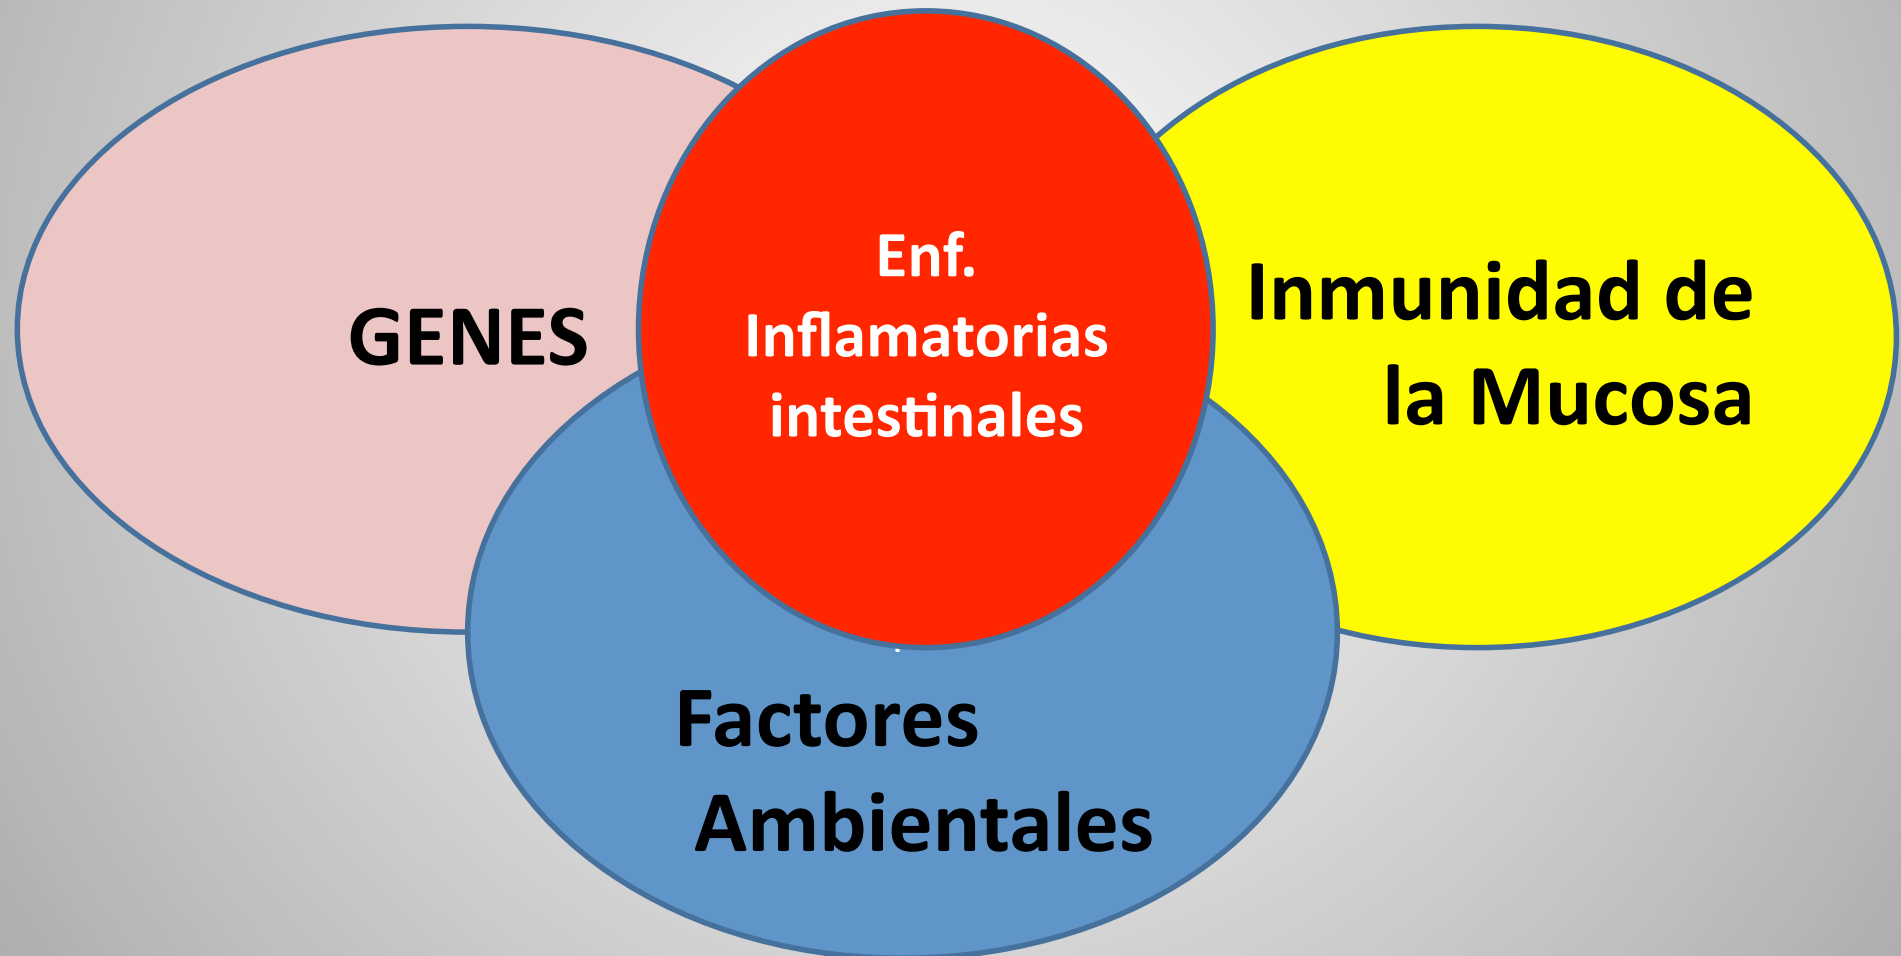 GENES
Enf.
Inflamatorias
intestinales
Inmunidad de
la Mucosa
Factores
Ambientales